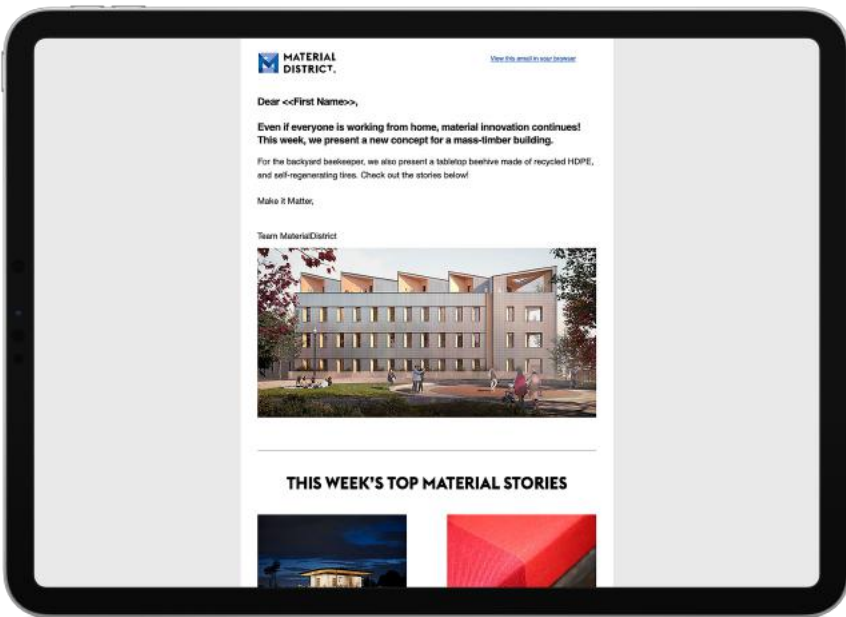 MATERIAL
DISTRICT.
View this email in your browser
Dear <<First Name>>,
Even if everyone is working from home, material innovation continues!
This week, we present a new concept for a mass-timber building.
For the backyard beekeeper, we also present a tabletop beehive made of recycled HDPE,
and self-regenerating tires. Check out the stories below!
Make it Matter,
Team MaterialDistrict
THIS WEEK'S TOP MATERIAL STORIES